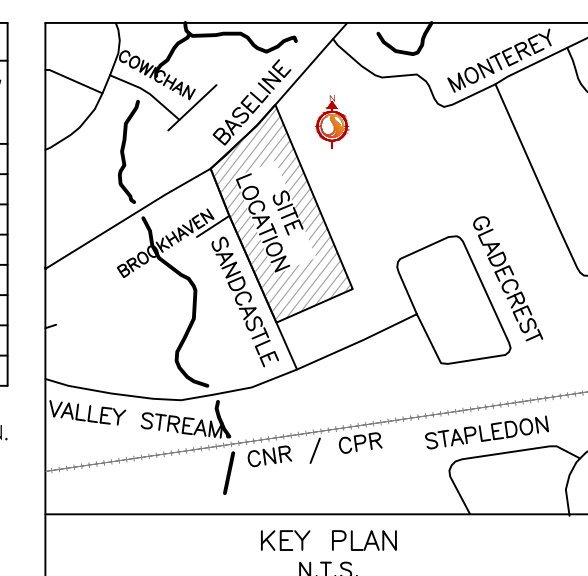 COWICHAN
BASELINE
MONTEREY
N
SITE
LOCATION
BROOKHAVEN
SANDCASTLE
GLADECREST
VALLEY STREAM
N.
CNR / CPR
STAPLEDON
KEY PLAN
N.T.S.